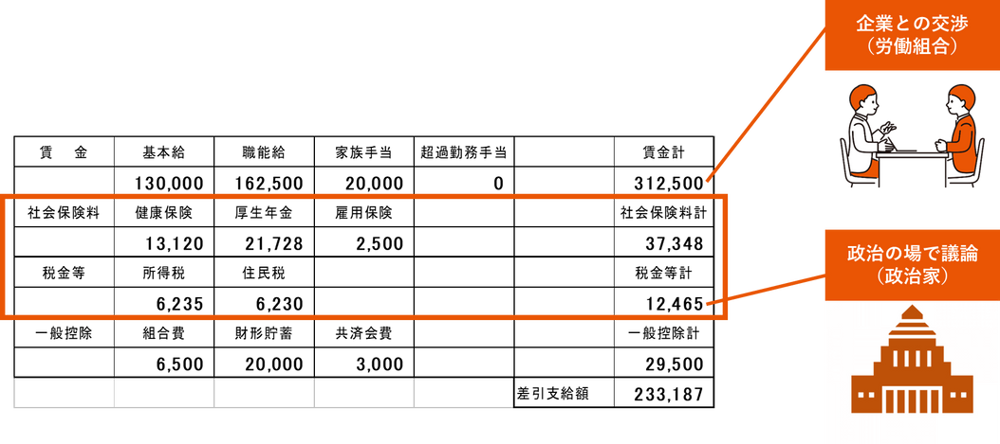 企業との交渉
（労働組合）
賃 金 基本給 職能給 家族手当 超過勤務手当 賃金計
130,000 162,500 20,000 0 312,500
社会保険料 健康保険 厚生年金 雇用保険 社会保険料計
13,120 21,728 2,500 37,348
税金等 所得税 住民税 税金等計
6,235 6,230 12,465
一般控除 組合費 財形貯蓄 共済会費 一般控除計
6,500 20,000 3,000 29,500
差引支給額 233,187
政治の場で議論
（政治家）